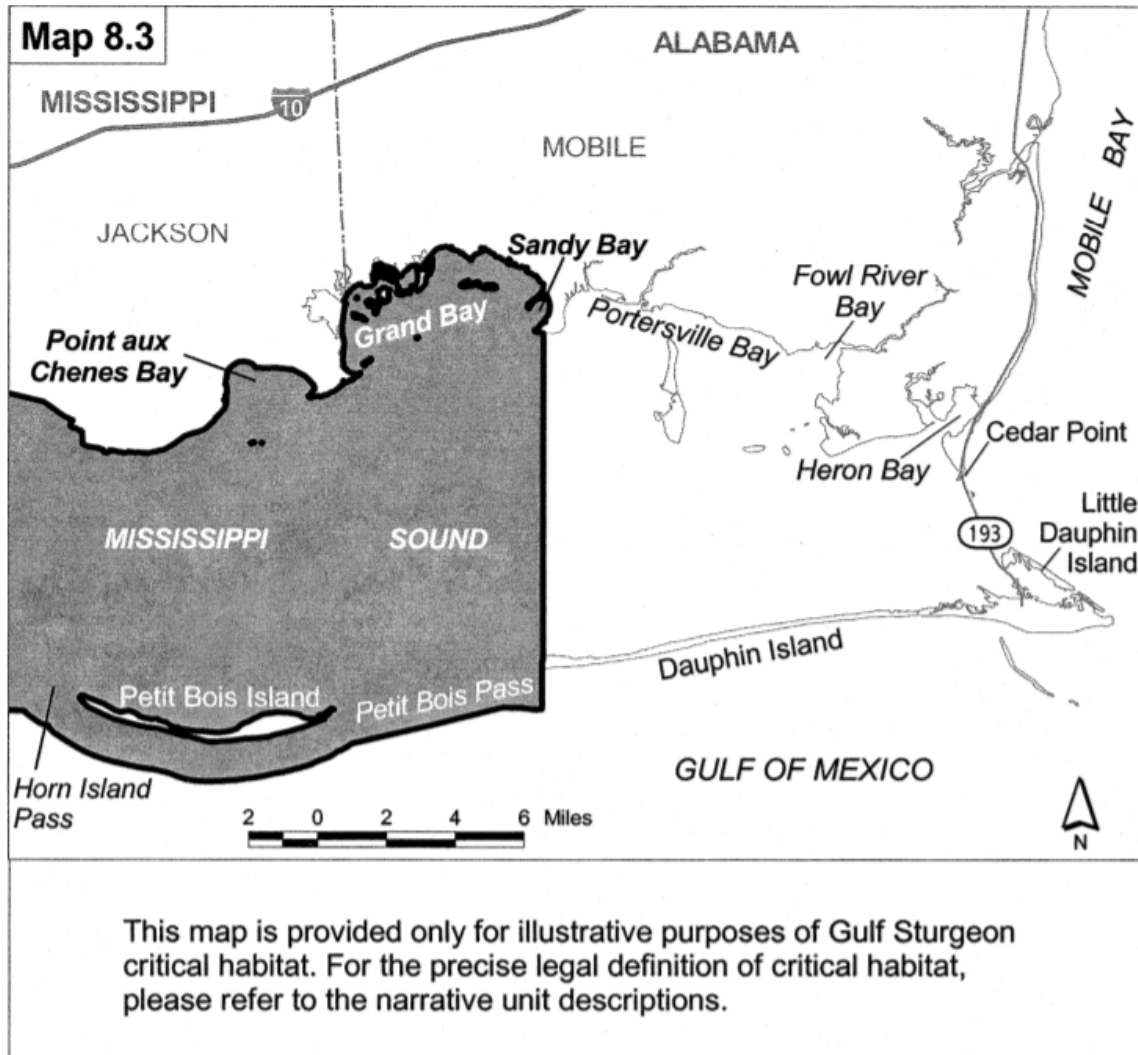 Map 8.3
ALABAMA
MISSISSIPPI
10
MOBILE
MOBILE BAY
JACKSON
Sandy Bay
Fowl River
Bay
Grand Bay
Portersville Bay
Point aux
Chenes Bay
Cedar Point
Heron Bay
Little
Dauphin
Island
193
MISSISSIPPI SOUND
Dauphin Island
Petit Bois Island
Petit Bois Pass
GULF OF MEXICO
Horn Island
Pass
2 0 2 4 6 Miles
N
This map is provided only for illustrative purposes of Gulf Sturgeon
critical habitat. For the precise legal definition of critical habitat,
please refer to the narrative unit descriptions.